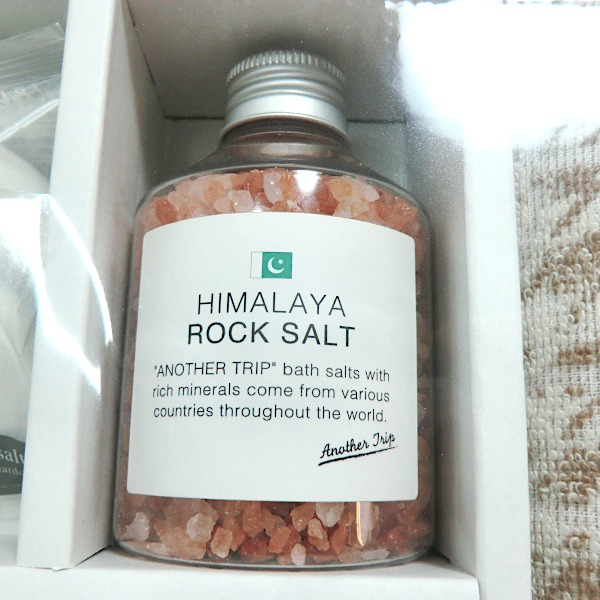 HIMALAYA
ROCK SALT
"ANOTHER TRIP" bath salts with
rich minerals come from various
countries throughout the world.
Another Trip
salt